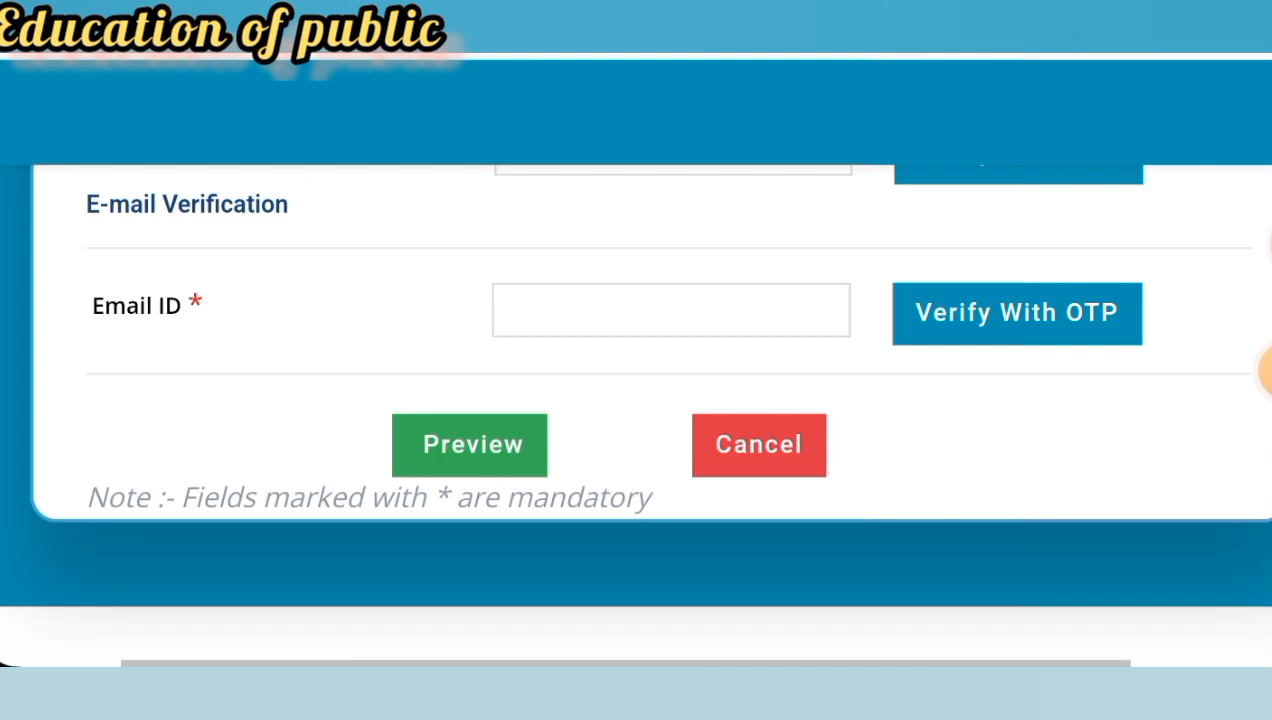 Education of public
E-mail Verification
Email ID *
Verify With OTP
Preview
Cancel
Note :- Fields marked with * are mandatory